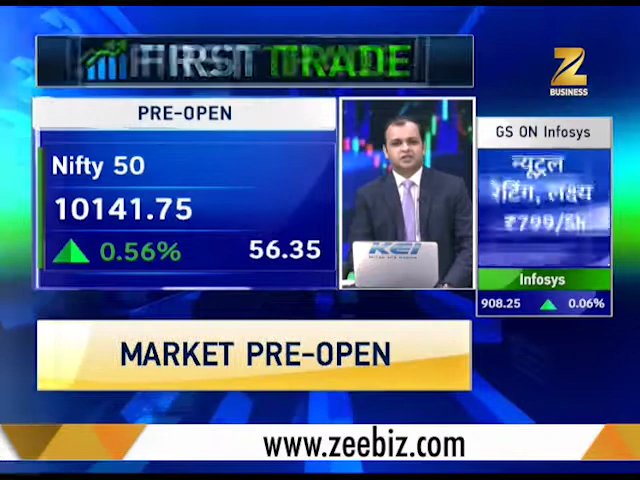 FIRST TRADE
Z
BUSINESS
PRE-OPEN
Nifty 50
10141.75
0.56% 56.35
KEI
GS ON Infosys
न्यूट्रल
रेटिंग, लक्ष्य
₹799/Sh
Infosys
908.25 0.06%
MARKET PRE-OPEN
www.zeebiz.com